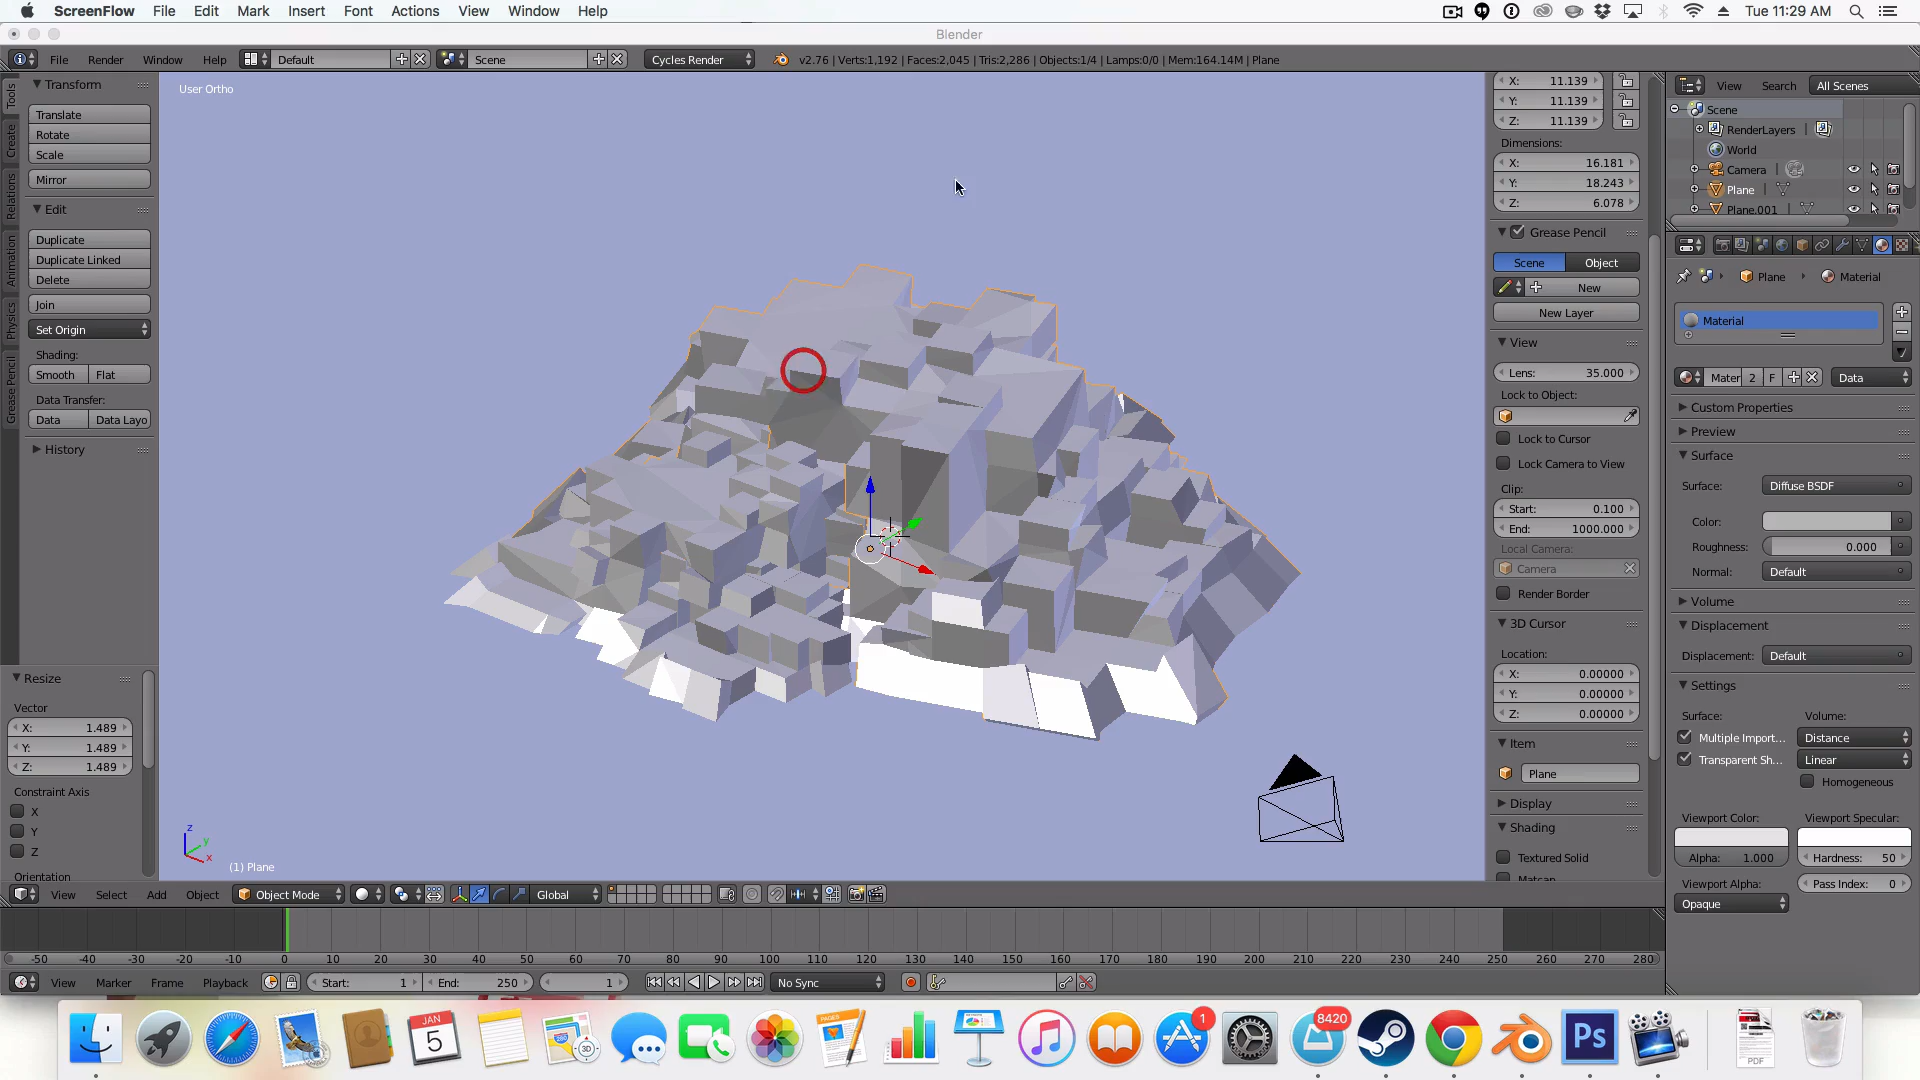 ScreenFlow File Edit Mark Insert Font Actions View Window Help Tue 11:29 AM
Blender
File Render Window Help Default Scene Cycles Render v2.76 | Verts:1,192 | Faces:2,045 | Tris:2,286 | Objects:1/4 | Lamps:0/0 | Mem:164.14M | Plane
Tools
Create
Relations
Animation
Physics
Grease Pencil
Transform
Translate
Rotate
Scale
Mirror
Edit
Duplicate
Duplicate Linked
Delete
Join
Set Origin
Shading:
Smooth Flat
Data Transfer:
Data Data Layo
History
Resize
Vector
X: 1.489
Y: 1.489
Z: 1.489
Constraint Axis
X
Y
Z
Orientation
User Ortho
z
y
x
(1) Plane
X: 11.139
Y: 11.139
Z: 11.139
Dimensions:
X: 16.181
Y: 18.243
Z: 6.078
Grease Pencil
Scene Object
New
New Layer
View
Lens: 35.000
Lock to Object:
Lock to Cursor
Lock Camera to View
Clip:
Start: 0.100
End: 1000.000
Local Camera:
Camera
Render Border
3D Cursor
Location:
X: 0.00000
Y: 0.00000
Z: 0.00000
Item
Plane
Display
Shading
Textured Solid
Matcap
View Search All Scenes
Scene
RenderLayers
World
Camera
Plane
Plane.001
Plane Material
Material
Mater 2 F Data
Custom Properties
Preview
Surface
Surface: Diffuse BSDF
Color:
Roughness: 0.000
Normal: Default
Volume
Displacement
Displacement: Default
Settings
Surface: Volume:
Multiple Import... Distance
Transparent Sh... Linear
Homogeneous
Viewport Color: Viewport Specular:
Alpha: 1.000 Hardness: 50
Viewport Alpha: Pass Index: 0
Opaque
View Select Add Object Object Mode Global
-50 -40 -30 -20 -10 0 10 20 30 40 50 60 70 80 90 100 110 120 130 140 150 160 170 180 190 200 210 220 230 240 250 260 270 280
View Marker Frame Playback Start: 1 End: 250 1 No Sync
JAN
5
3D
PAGES
1
8420
Ps
PDF